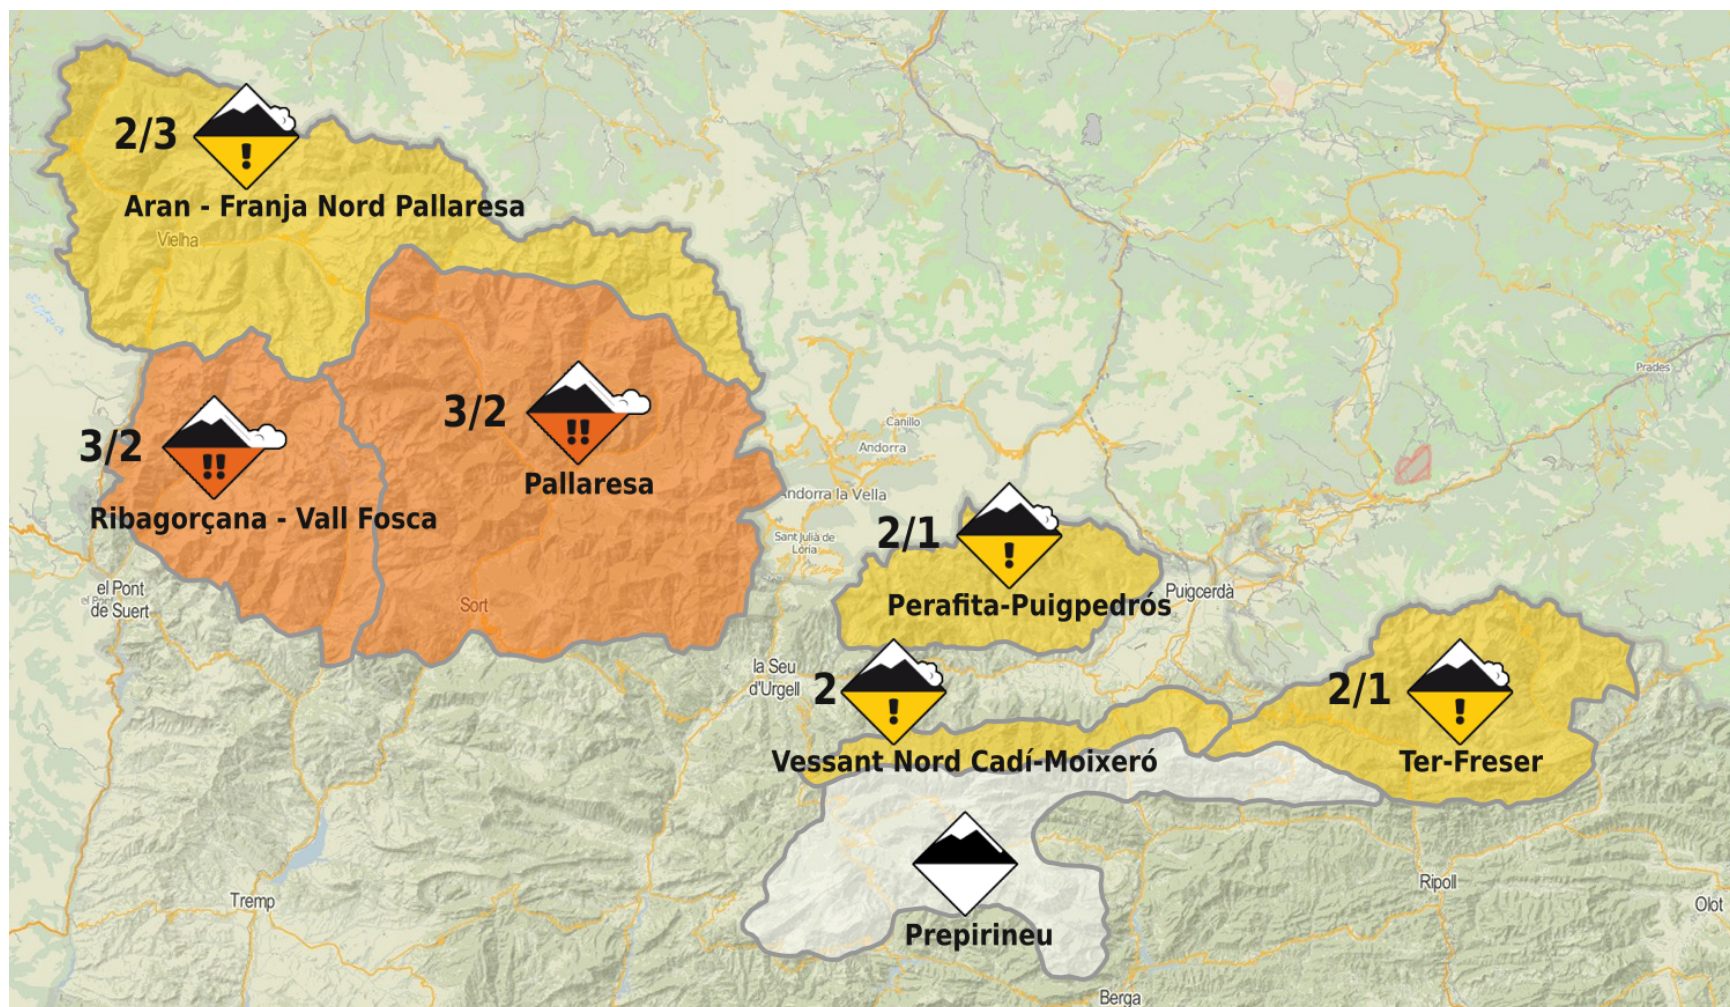 2/3
!
Aran - Franja Nord Pallaresa
Vielha
Prades
3/2
!!
Pallaresa
3/2
!!
Ribagorçana - Vall Fosca
Canillo
Andorra
Andorra la Vella
Sant Julià de
Lòria
2/1
!
Perafita-Puigpedrós
Puigcerdà
el Pont
de Suert
Sort
la Seu
d'Urgell
2
!
Vessant Nord Cadí-Moixeró
2/1
!
Ter-Freser
Prepirineu
Tremp
Ripoll
Olot
Berga